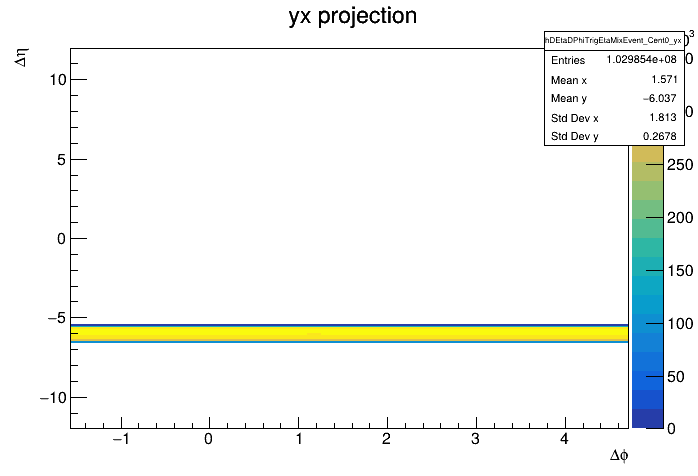 yx projection
hDEtaDPhiTrigEtaMixEvent_Cent0_yx
Entries 1.029854e+08
Mean x 1.571
Mean y −6.037
Std Dev x 1.813
Std Dev y 0.2678
Δη
10
5
0
−5
−10
−1
0
1
2
3
4
Δϕ
250
200
150
100
50
0